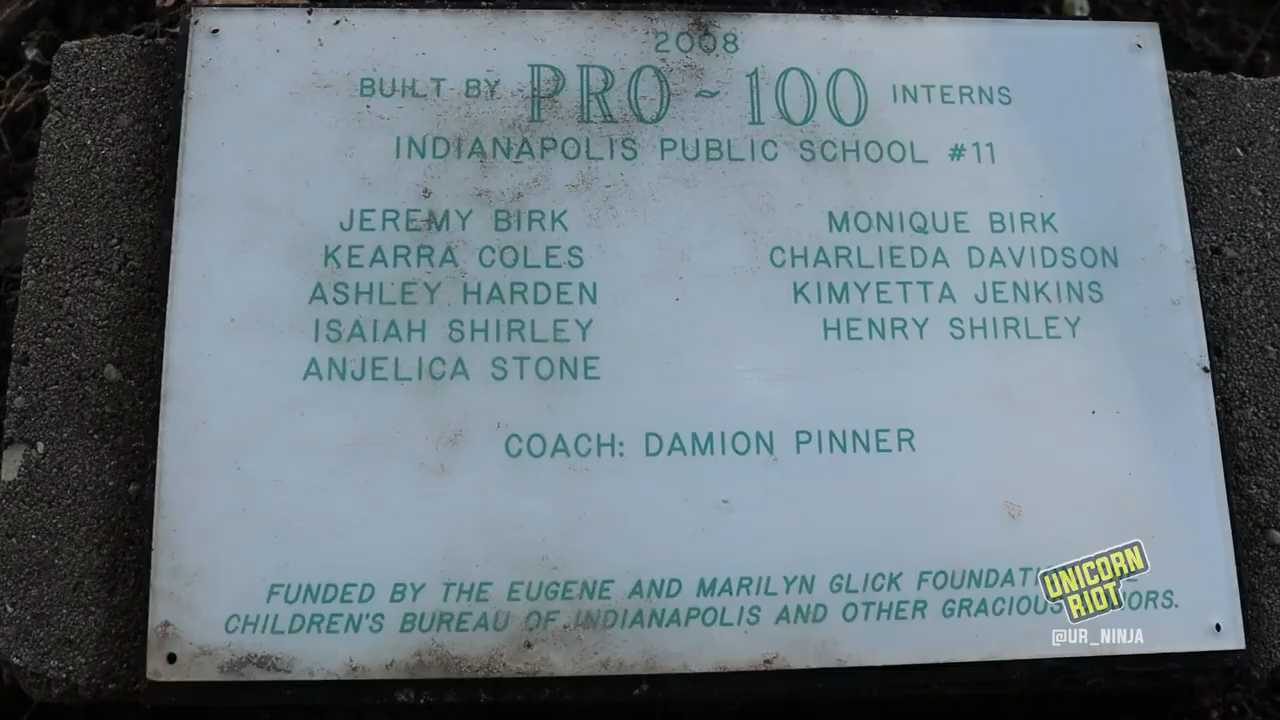 2008
BUILT BY PRO ~ 100 INTERNS
INDIANAPOLIS PUBLIC SCHOOL #11
JEREMY BIRK
KEARRA COLES
ASHLEY HARDEN
ISAIAH SHIRLEY
ANJELICA STONE
MONIQUE BIRK
CHARLIEDA DAVIDSON
KIMYETTA JENKINS
HENRY SHIRLEY
COACH: DAMION PINNER
FUNDED BY THE EUGENE AND MARILYN GLICK
CHILDREN'S BUREAU OF INDIANAPOLIS AND OTHER GRACIOUS
UNICORN
RIOT
@UR_NINJA